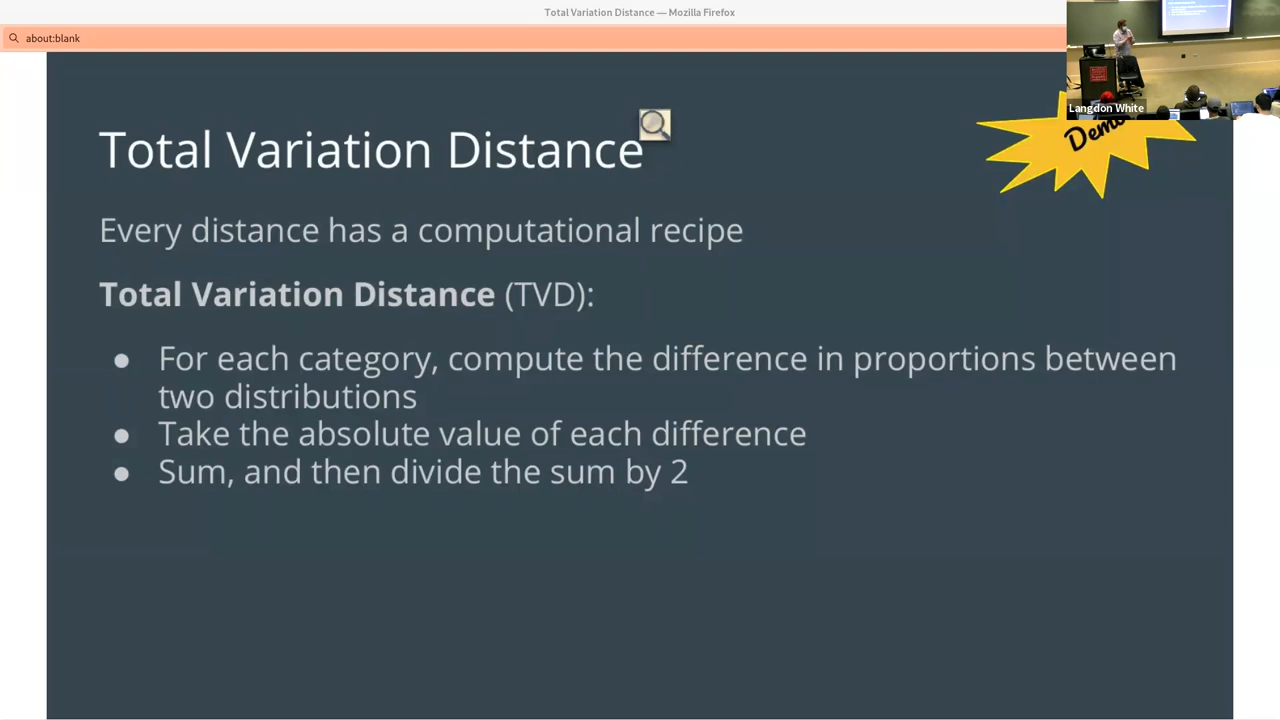 Total Variation Distance — Mozilla Firefox
about:blank
Langdon White
Demo
Total Variation Distance
Every distance has a computational recipe
Total Variation Distance (TVD):
● For each category, compute the difference in proportions between
two distributions
● Take the absolute value of each difference
● Sum, and then divide the sum by 2